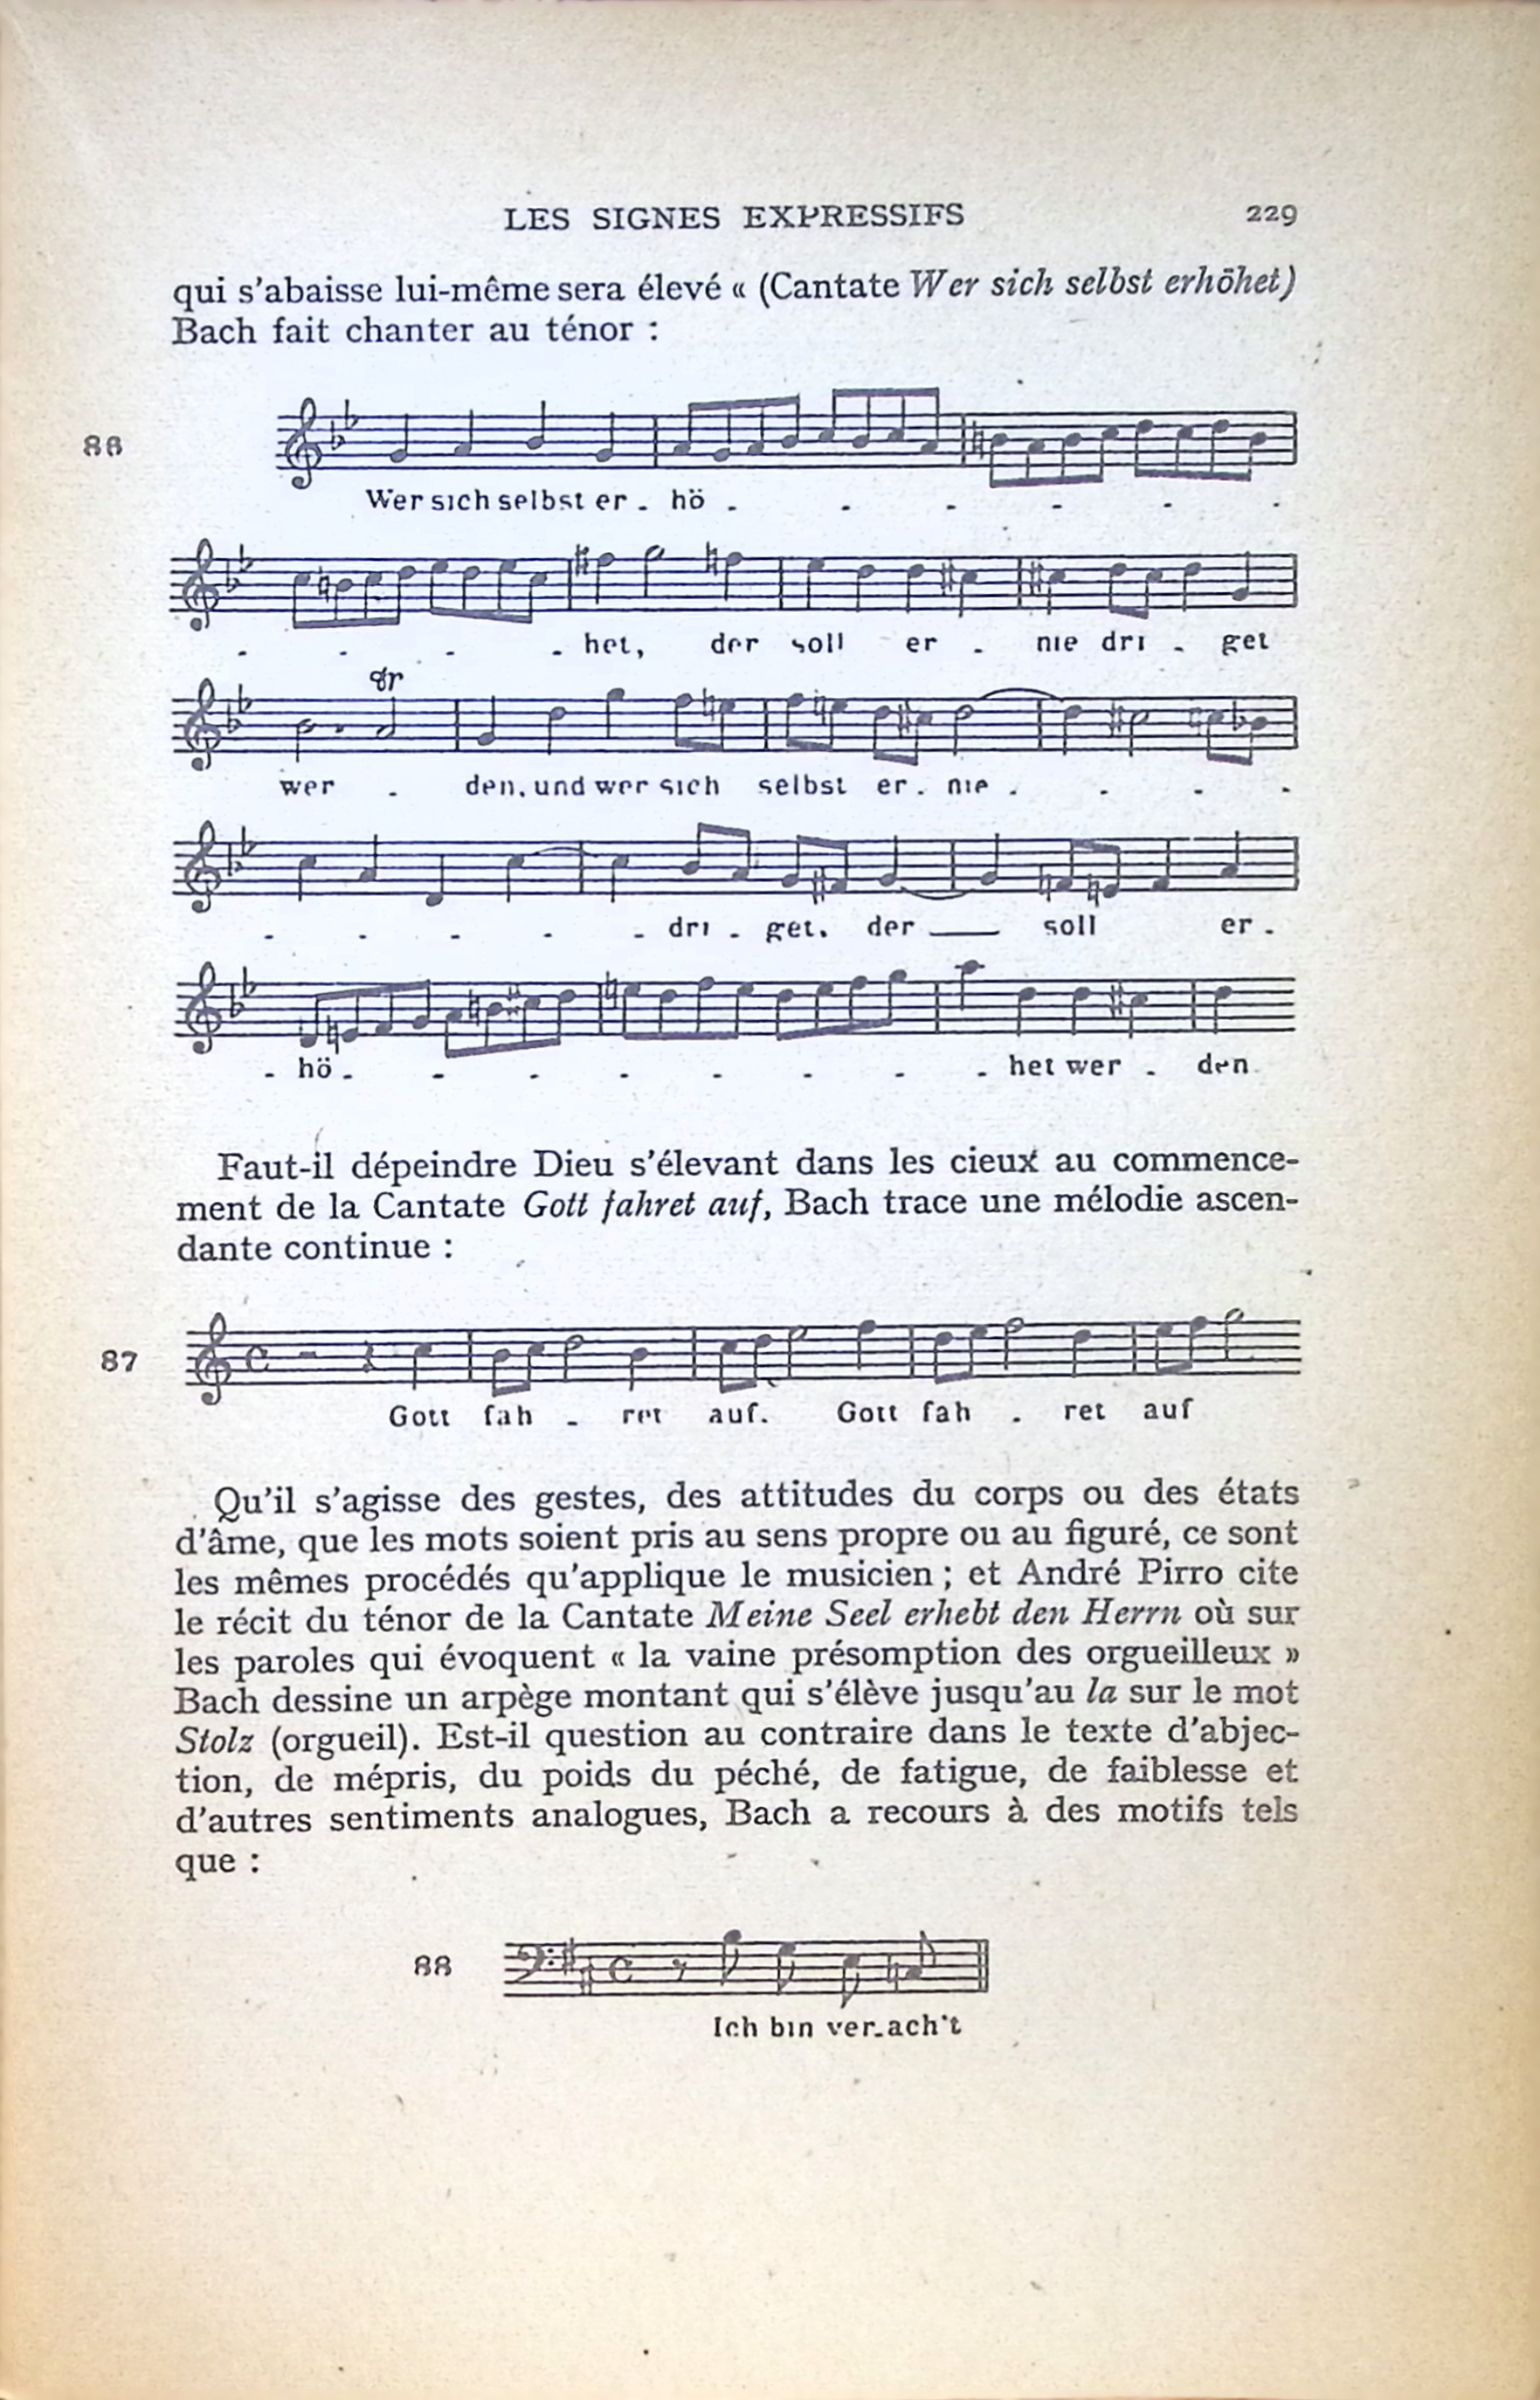 LES SIGNES EXPRESSIFS 229
qui s'abaisse lui-même sera élevé « (Cantate Wer sich selbst erhöhet)
Bach fait chanter au ténor :
86
Wer sich selbst er - hö - - - - - -
- - - - het, der soll er - nie dri - get
tr
wer - den, und wer sich selbst er - nie - - - -
- - - - - dri - get. der ___ soll er -
- hö - - - - - - - - het wer - den
Faut-il dépeindre Dieu s'élevant dans les cieux au commence-
ment de la Cantate Gott fahret auf, Bach trace une mélodie ascen-
dante continue :
87
Gott fah - ret auf. Gott fah - ret auf
Qu'il s'agisse des gestes, des attitudes du corps ou des états
d'âme, que les mots soient pris au sens propre ou au figuré, ce sont
les mêmes procédés qu'applique le musicien ; et André Pirro cite
le récit du ténor de la Cantate Meine Seel erhebt den Herrn où sur
les paroles qui évoquent « la vaine présomption des orgueilleux »
Bach dessine un arpège montant qui s'élève jusqu'au la sur le mot
Stolz (orgueil). Est-il question au contraire dans le texte d'abjec-
tion, de mépris, du poids du péché, de fatigue, de faiblesse et
d'autres sentiments analogues, Bach a recours à des motifs tels
que :
88
Ich bin ver-ach't